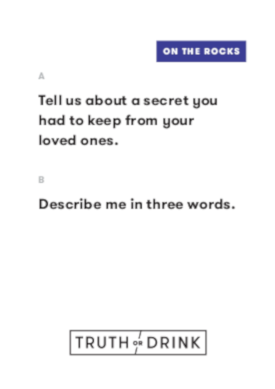 ON THE ROCKS
A
Tell us about a secret you
had to keep from your
loved ones.
B
Describe me in three words.
TRUTH OR DRINK